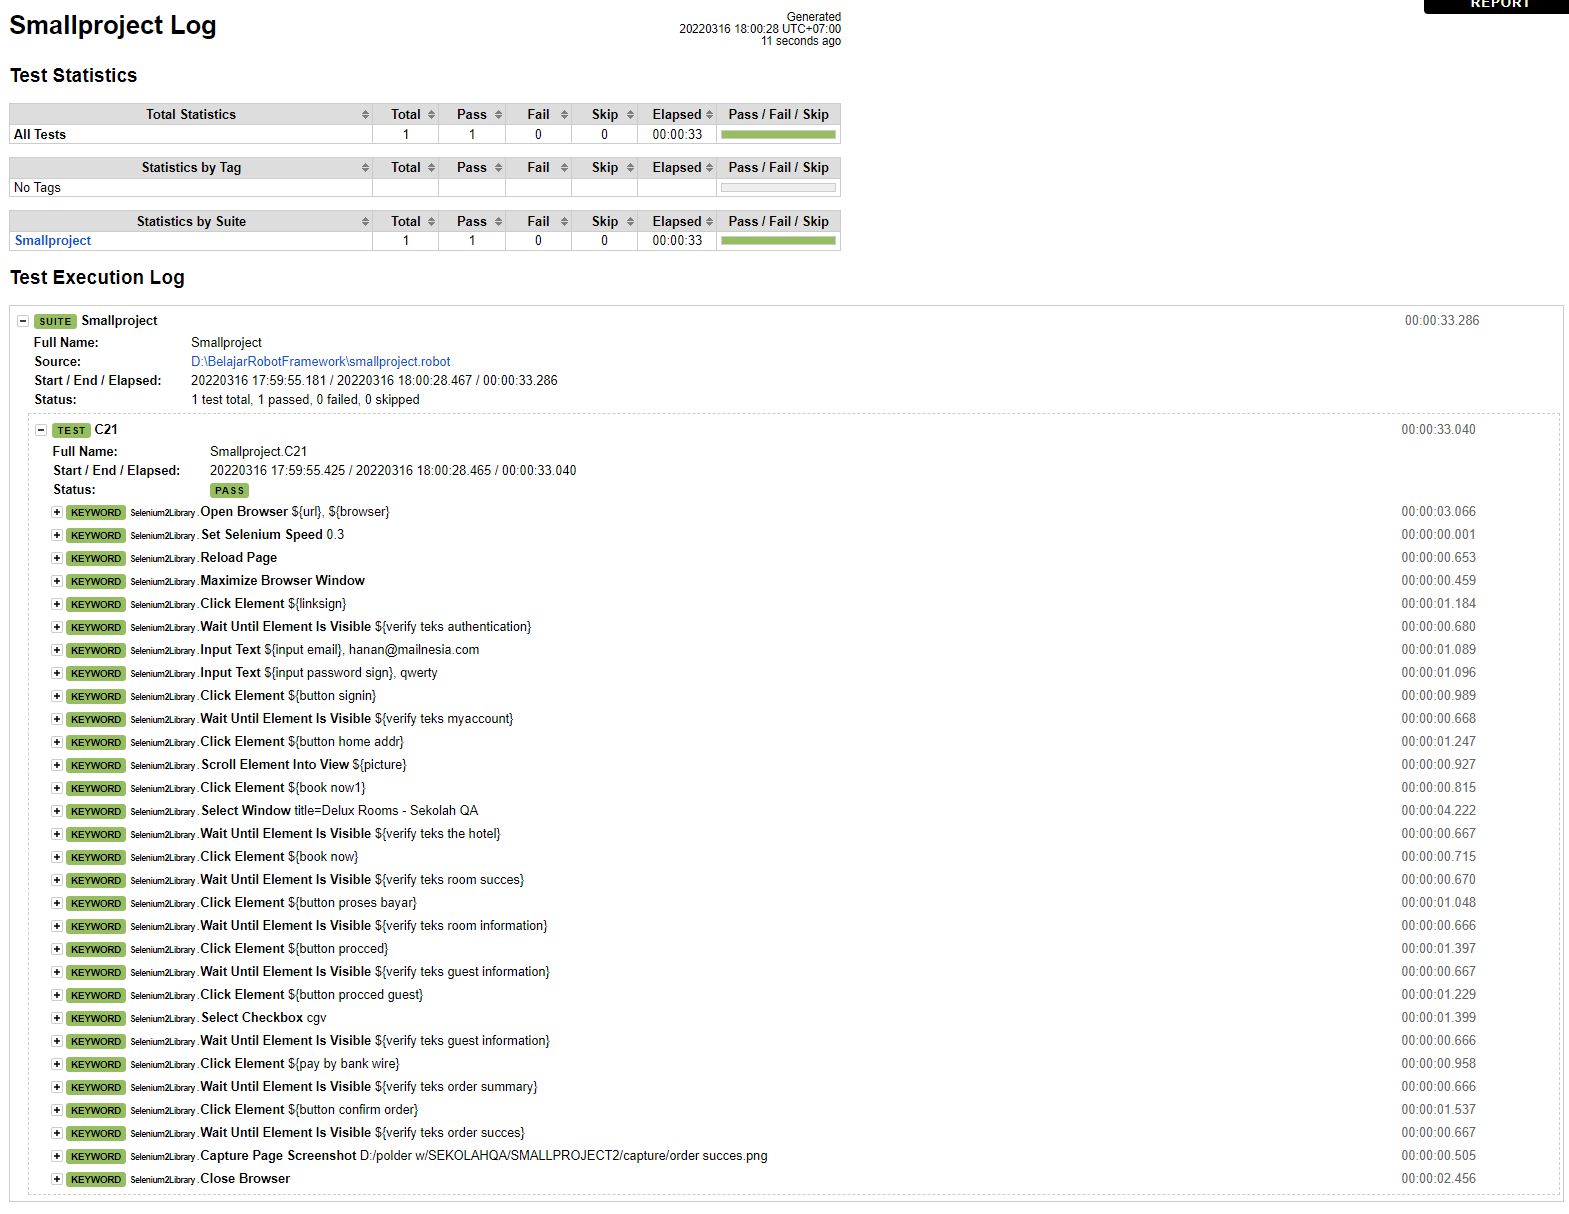 REPORT
Smallproject Log
Generated
20220316 18:00:28 UTC+07:00
11 seconds ago
Test Statistics
Total Statistics Total Pass Fail Skip Elapsed Pass / Fail / Skip
All Tests 1 1 0 0 00:00:33
Statistics by Tag Total Pass Fail Skip Elapsed Pass / Fail / Skip
No Tags
Statistics by Suite Total Pass Fail Skip Elapsed Pass / Fail / Skip
Smallproject 1 1 0 0 00:00:33
Test Execution Log
SUITE Smallproject 00:00:33.286
Full Name: Smallproject
Source: D:\BelajarRobotFramework\smallproject.robot
Start / End / Elapsed: 20220316 17:59:55.181 / 20220316 18:00:28.467 / 00:00:33.286
Status: 1 test total, 1 passed, 0 failed, 0 skipped
TEST C21 00:00:33.040
Full Name: Smallproject.C21
Start / End / Elapsed: 20220316 17:59:55.425 / 20220316 18:00:28.465 / 00:00:33.040
Status: PASS
KEYWORD Selenium2Library.Open Browser ${url}, ${browser} 00:00:03.066
KEYWORD Selenium2Library.Set Selenium Speed 0.3 00:00:00.001
KEYWORD Selenium2Library.Reload Page 00:00:00.653
KEYWORD Selenium2Library.Maximize Browser Window 00:00:00.459
KEYWORD Selenium2Library.Click Element ${linksign} 00:00:01.184
KEYWORD Selenium2Library.Wait Until Element Is Visible ${verify teks authentication} 00:00:00.680
KEYWORD Selenium2Library.Input Text ${input email}, hanan@mailnesia.com 00:00:01.089
KEYWORD Selenium2Library.Input Text ${input password sign}, qwerty 00:00:01.096
KEYWORD Selenium2Library.Click Element ${button signin} 00:00:00.989
KEYWORD Selenium2Library.Wait Until Element Is Visible ${verify teks myaccount} 00:00:00.668
KEYWORD Selenium2Library.Click Element ${button home addr} 00:00:01.247
KEYWORD Selenium2Library.Scroll Element Into View ${picture} 00:00:00.927
KEYWORD Selenium2Library.Click Element ${book now1} 00:00:00.815
KEYWORD Selenium2Library.Select Window title=Delux Rooms - Sekolah QA 00:00:04.222
KEYWORD Selenium2Library.Wait Until Element Is Visible ${verify teks the hotel} 00:00:00.667
KEYWORD Selenium2Library.Click Element ${book now} 00:00:00.715
KEYWORD Selenium2Library.Wait Until Element Is Visible ${verify teks room succes} 00:00:00.670
KEYWORD Selenium2Library.Click Element ${button proses bayar} 00:00:01.048
KEYWORD Selenium2Library.Wait Until Element Is Visible ${verify teks room information} 00:00:00.666
KEYWORD Selenium2Library.Click Element ${button procced} 00:00:01.397
KEYWORD Selenium2Library.Wait Until Element Is Visible ${verify teks guest information} 00:00:00.667
KEYWORD Selenium2Library.Click Element ${button procced guest} 00:00:01.229
KEYWORD Selenium2Library.Select Checkbox cgv 00:00:01.399
KEYWORD Selenium2Library.Wait Until Element Is Visible ${verify teks guest information} 00:00:00.666
KEYWORD Selenium2Library.Click Element ${pay by bank wire} 00:00:00.958
KEYWORD Selenium2Library.Wait Until Element Is Visible ${verify teks order summary} 00:00:00.666
KEYWORD Selenium2Library.Click Element ${button confirm order} 00:00:01.537
KEYWORD Selenium2Library.Wait Until Element Is Visible ${verify teks order succes} 00:00:00.667
KEYWORD Selenium2Library.Capture Page Screenshot D:/polder w/SEKOLAHQA/SMALLPROJECT2/capture/order succes.png 00:00:00.505
KEYWORD Selenium2Library.Close Browser 00:00:02.456